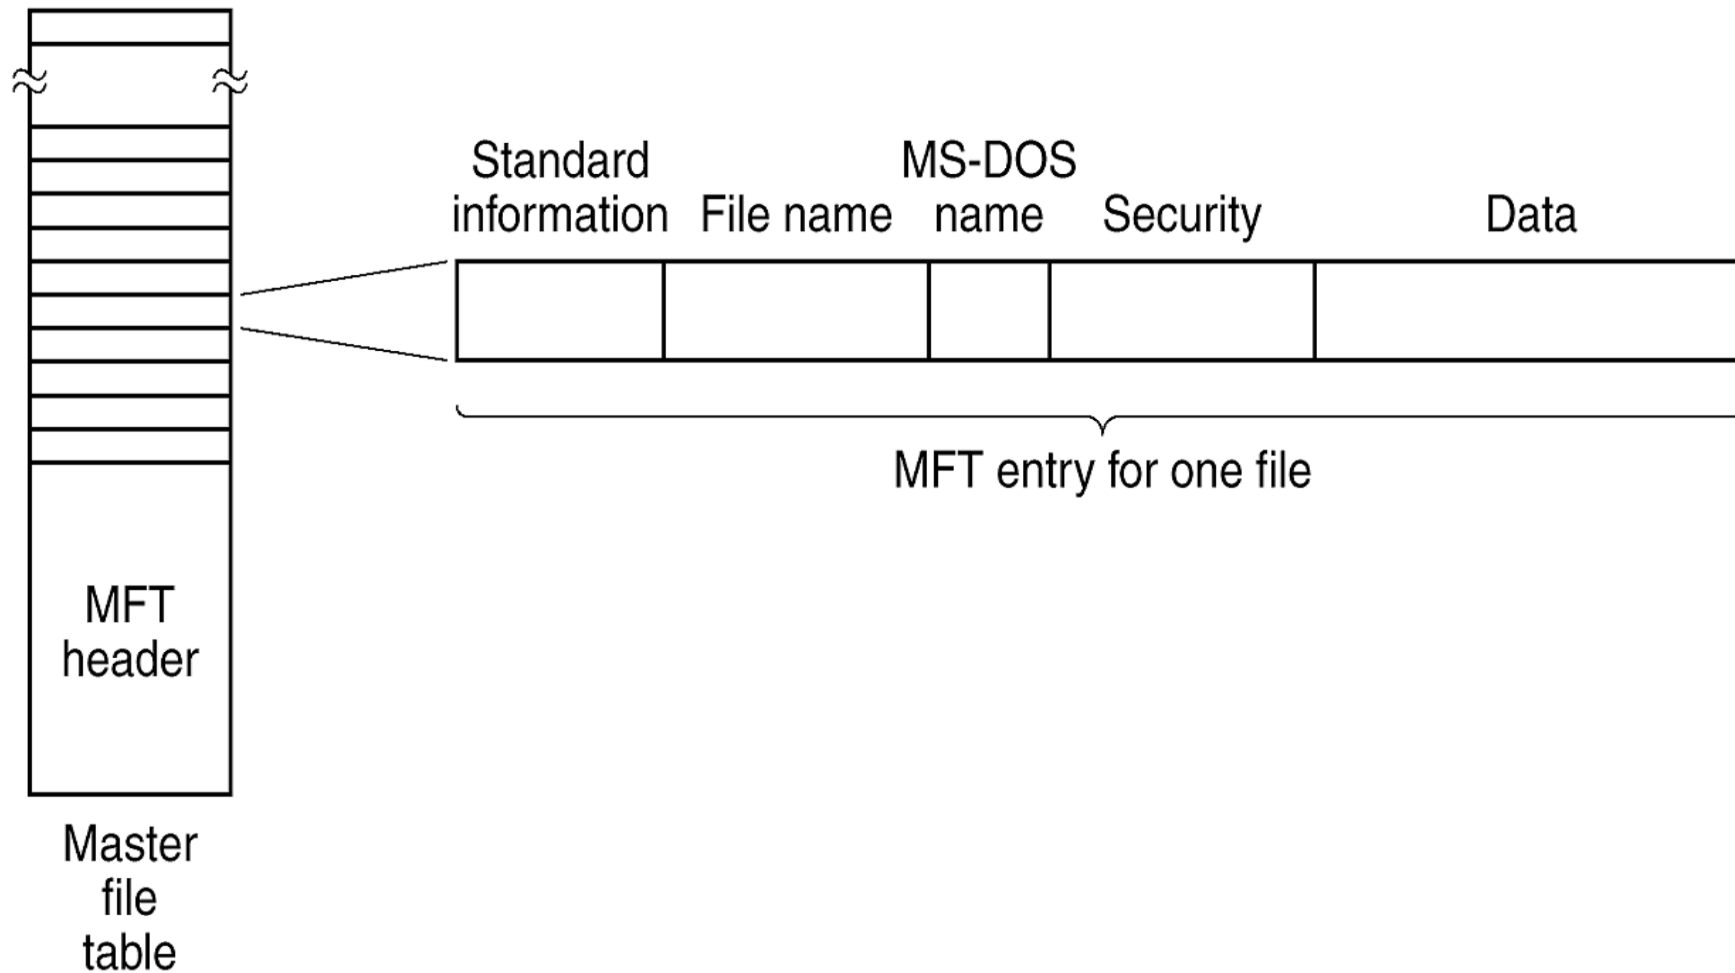 Standard
information
File name
MS-DOS
name
Security
Data
MFT entry for one file
MFT
header
Master
file
table